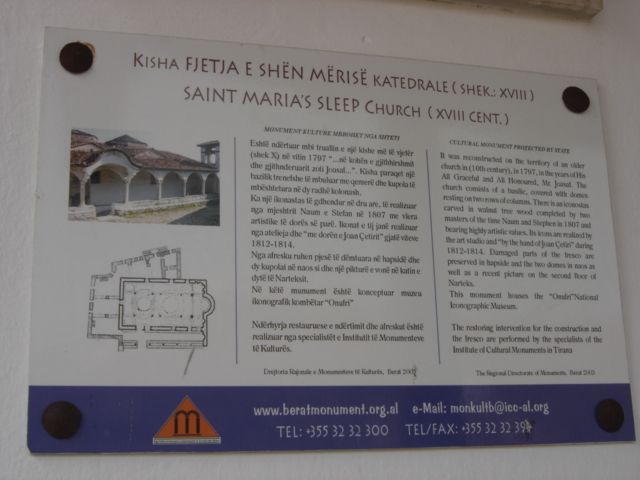 KISHA FJETJA E SHËN MËRISË KATEDRALE ( SHEK.: XVIII )
SAINT MARIA'S SLEEP CHURCH ( XVIII CENT. )
MONUMENT KULTURE MBROHET NGA SHTETI
Eshtë ndërtuar mbi truallin e një kishe më të vjetër
(shek X) në vitin 1797 "...në kohën e gjithhirshmit
dhe gjithnderuarit zoti Joasaf...". Kisha paraqet një
bazilik trenefshe të mbuluar me qemerë dhe kupola të
mbështetura në dy radhë kolonash.
Ka një ikonastas të gdhendur në dru are, të realizuar
nga mjeshtrit Naum e Stefan në 1807 me vlera
artistike të dorës së parë. Ikonat e tij janë realizuar
nga atelieja dhe "me dorën e Joan Çetirit" gjatë viteve
1812-1814.
Nga afresku ruhen pjesë të dëmtuara në hapsidë dhe
dy kupolat në naos si dhe një pikturë e vonë në katin e
dytë të Narteksit.
Në këtë monument është konceptuar muzeu
ikonografik kombëtar "Onufri"
Ndërhyrja restauruese e ndërtimit dhe afreskut është
realizuar nga specialistët e Institutit të Monumenteve
të Kulturës.
Drejtoria Rajonale e Monumenteve të Kulturës, Berat
CULTURAL MONUMENT PROTECTED BY STATE
It was reconstructed on the territory of an older
church in (10th century), in 1797, in the years of His
All Graceful and All Honoured, Mr. Joasaf. The
church consists of a basilic, covered with domes
resting on two rows of columns. There is an iconostas
carved in walnut tree wood completed by two
masters of the time Naum and Stephen in 1807 and
bearing highly artistic values. Its icons are realized by
the art studio and "by the hand of Joan Çetiri" during
1812-1814. Damaged parts of the fresco are
preserved in hapside and the two domes in naos as
well as a recent picture on the second floor of
Narteks.
This monument houses the "Onufri"National
Iconographic Museum.
The restoring intervention for the construction and
the fresco are performed by the specialists of the
Institute of Cultural Monuments in Tirana
The Regional Directorate of Monuments, Berat
M
www.beratmonument.org.al e-Mail: monkultb@icc-al.org
TEL: +355 32 32 300 TEL/FAX: +355 32 32